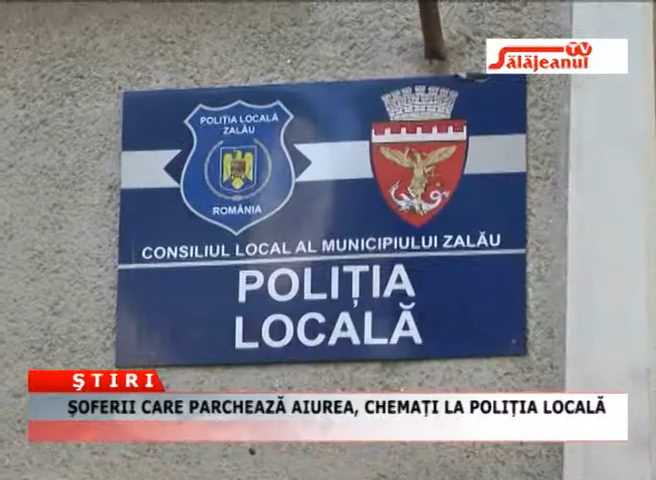 Sălăjeanul TV
POLIȚIA LOCALĂ
ZALĂU
ROMÂNIA
CONSILIUL LOCAL AL MUNICIPIULUI ZALĂU
POLIȚIA
LOCALĂ
ŞTIRI
ȘOFERII CARE PARCHEAZĂ AIUREA, CHEMAȚI LA POLIȚIA LOCALĂ